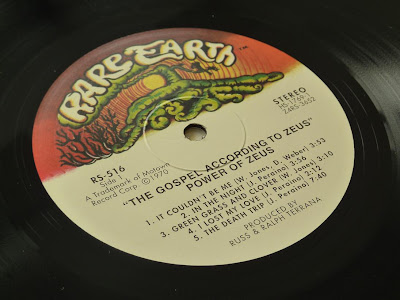 RARE EARTH™
RS-516
Side 1
A Trademark of Motown
Record Corp. ©1970
STEREO
"THE GOSPEL ACCORDING TO ZEUS"
POWER OF ZEUS
1. IT COULDN'T BE ME (W. Jones, D. Weber) 3:53
2. IN THE NIGHT (J. Peraino) 3:56
3. GREEN GRASS AND CLOVER (W. Jones) 3:10
4. I LOST MY LOVE (J. Peraino)
5. THE DEATH TRIP (J. Peraino) 7:40
PRODUCED BY
RUSS & RALPH TERRANA